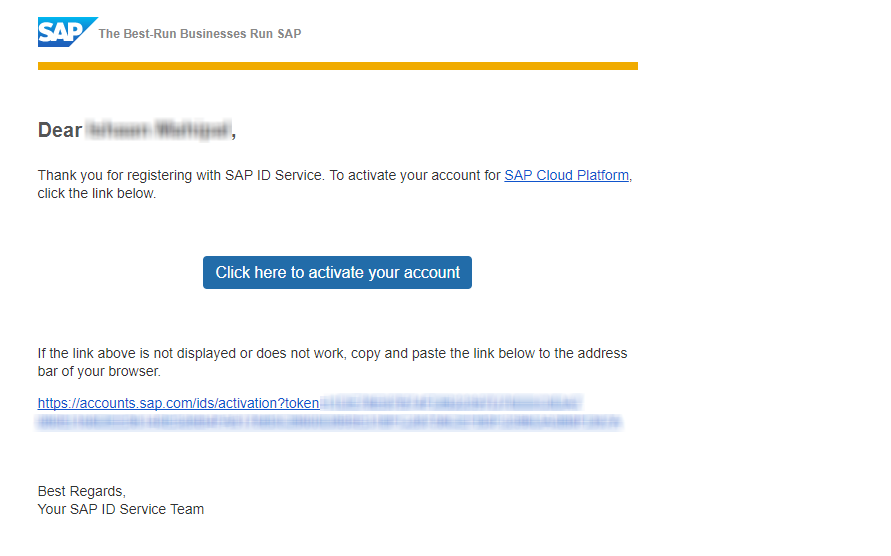 SAP The Best-Run Businesses Run SAP
Dear ,
Thank you for registering with SAP ID Service. To activate your account for SAP Cloud Platform,
click the link below.
Click here to activate your account
If the link above is not displayed or does not work, copy and paste the link below to the address
bar of your browser.
https://accounts.sap.com/ids/activation?token
Best Regards,
Your SAP ID Service Team